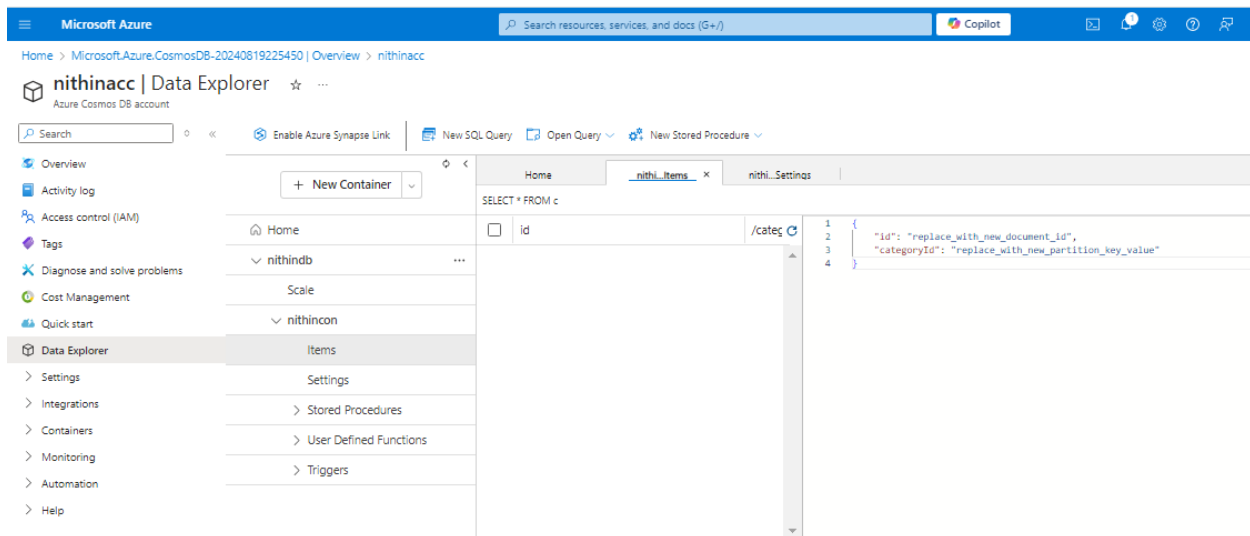 Microsoft Azure
Search resources, services, and docs (G+/)
Copilot
1
Home > Microsoft.Azure.CosmosDB-20240819225450 | Overview > nithinacc
nithinacc | Data Explorer
Azure Cosmos DB account
Search
Overview
Activity log
Access control (IAM)
Tags
Diagnose and solve problems
Cost Management
Quick start
Data Explorer
Settings
Integrations
Containers
Monitoring
Automation
Help
Enable Azure Synapse Link
New SQL Query
Open Query
New Stored Procedure
+ New Container
Home
nithindb
Scale
nithincon
Items
Settings
Stored Procedures
User Defined Functions
Triggers
Home
nithi...Items
nithi...Settings
SELECT * FROM c
id
/categ
1 {
2 "id": "replace_with_new_document_id",
3 "categoryId": "replace_with_new_partition_key_value"
4 }